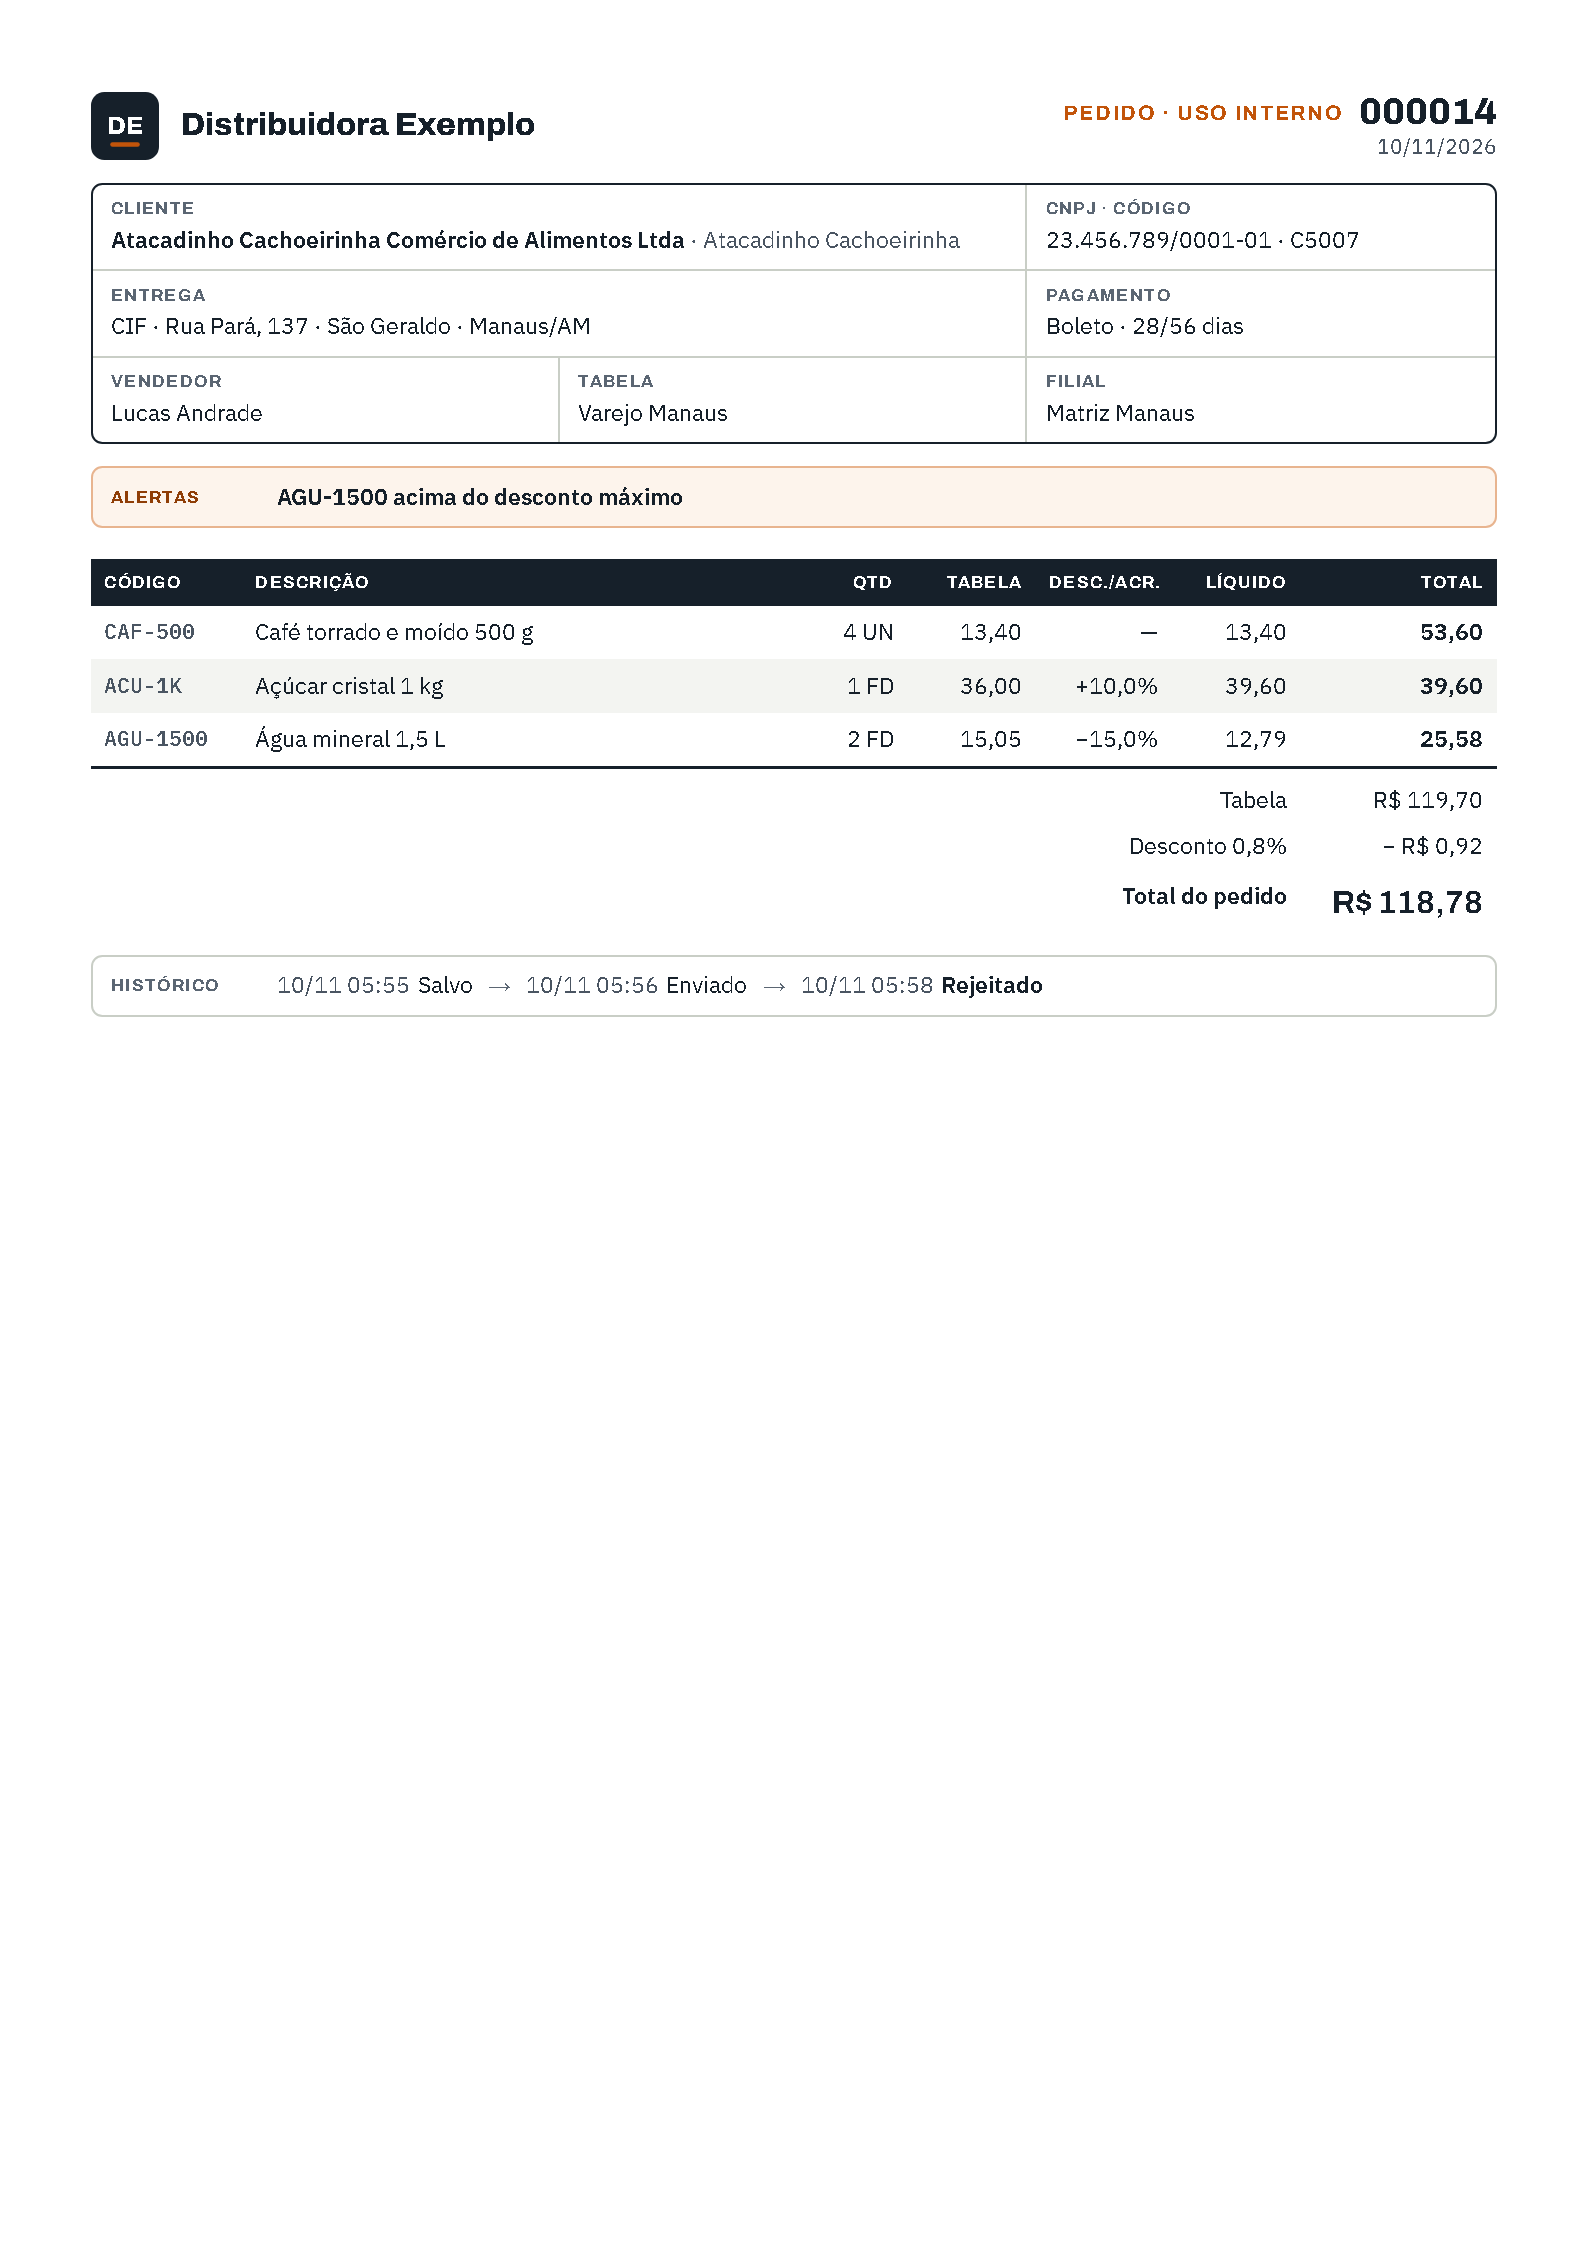 DE
Distribuidora Exemplo
PEDIDO · USO INTERNO 000014
10/11/2026
CLIENTE
Atacadinho Cachoeirinha Comércio de Alimentos Ltda · Atacadinho Cachoeirinha
CNPJ · CÓDIGO
23.456.789/0001-01 · C5007
ENTREGA
CIF · Rua Pará, 137 · São Geraldo · Manaus/AM
PAGAMENTO
Boleto · 28/56 dias
VENDEDOR
Lucas Andrade
TABELA
Varejo Manaus
FILIAL
Matriz Manaus
ALERTAS AGU-1500 acima do desconto máximo
CÓDIGO DESCRIÇÃO QTD TABELA DESC./ACR. LÍQUIDO TOTAL
CAF-500 Café torrado e moído 500 g 4 UN 13,40 — 13,40 53,60
ACU-1K Açúcar cristal 1 kg 1 FD 36,00 +10,0% 39,60 39,60
AGU-1500 Água mineral 1,5 L 2 FD 15,05 −15,0% 12,79 25,58
Tabela R$ 119,70
Desconto 0,8% − R$ 0,92
Total do pedido R$ 118,78
HISTÓRICO 10/11 05:55 Salvo → 10/11 05:56 Enviado → 10/11 05:58 Rejeitado